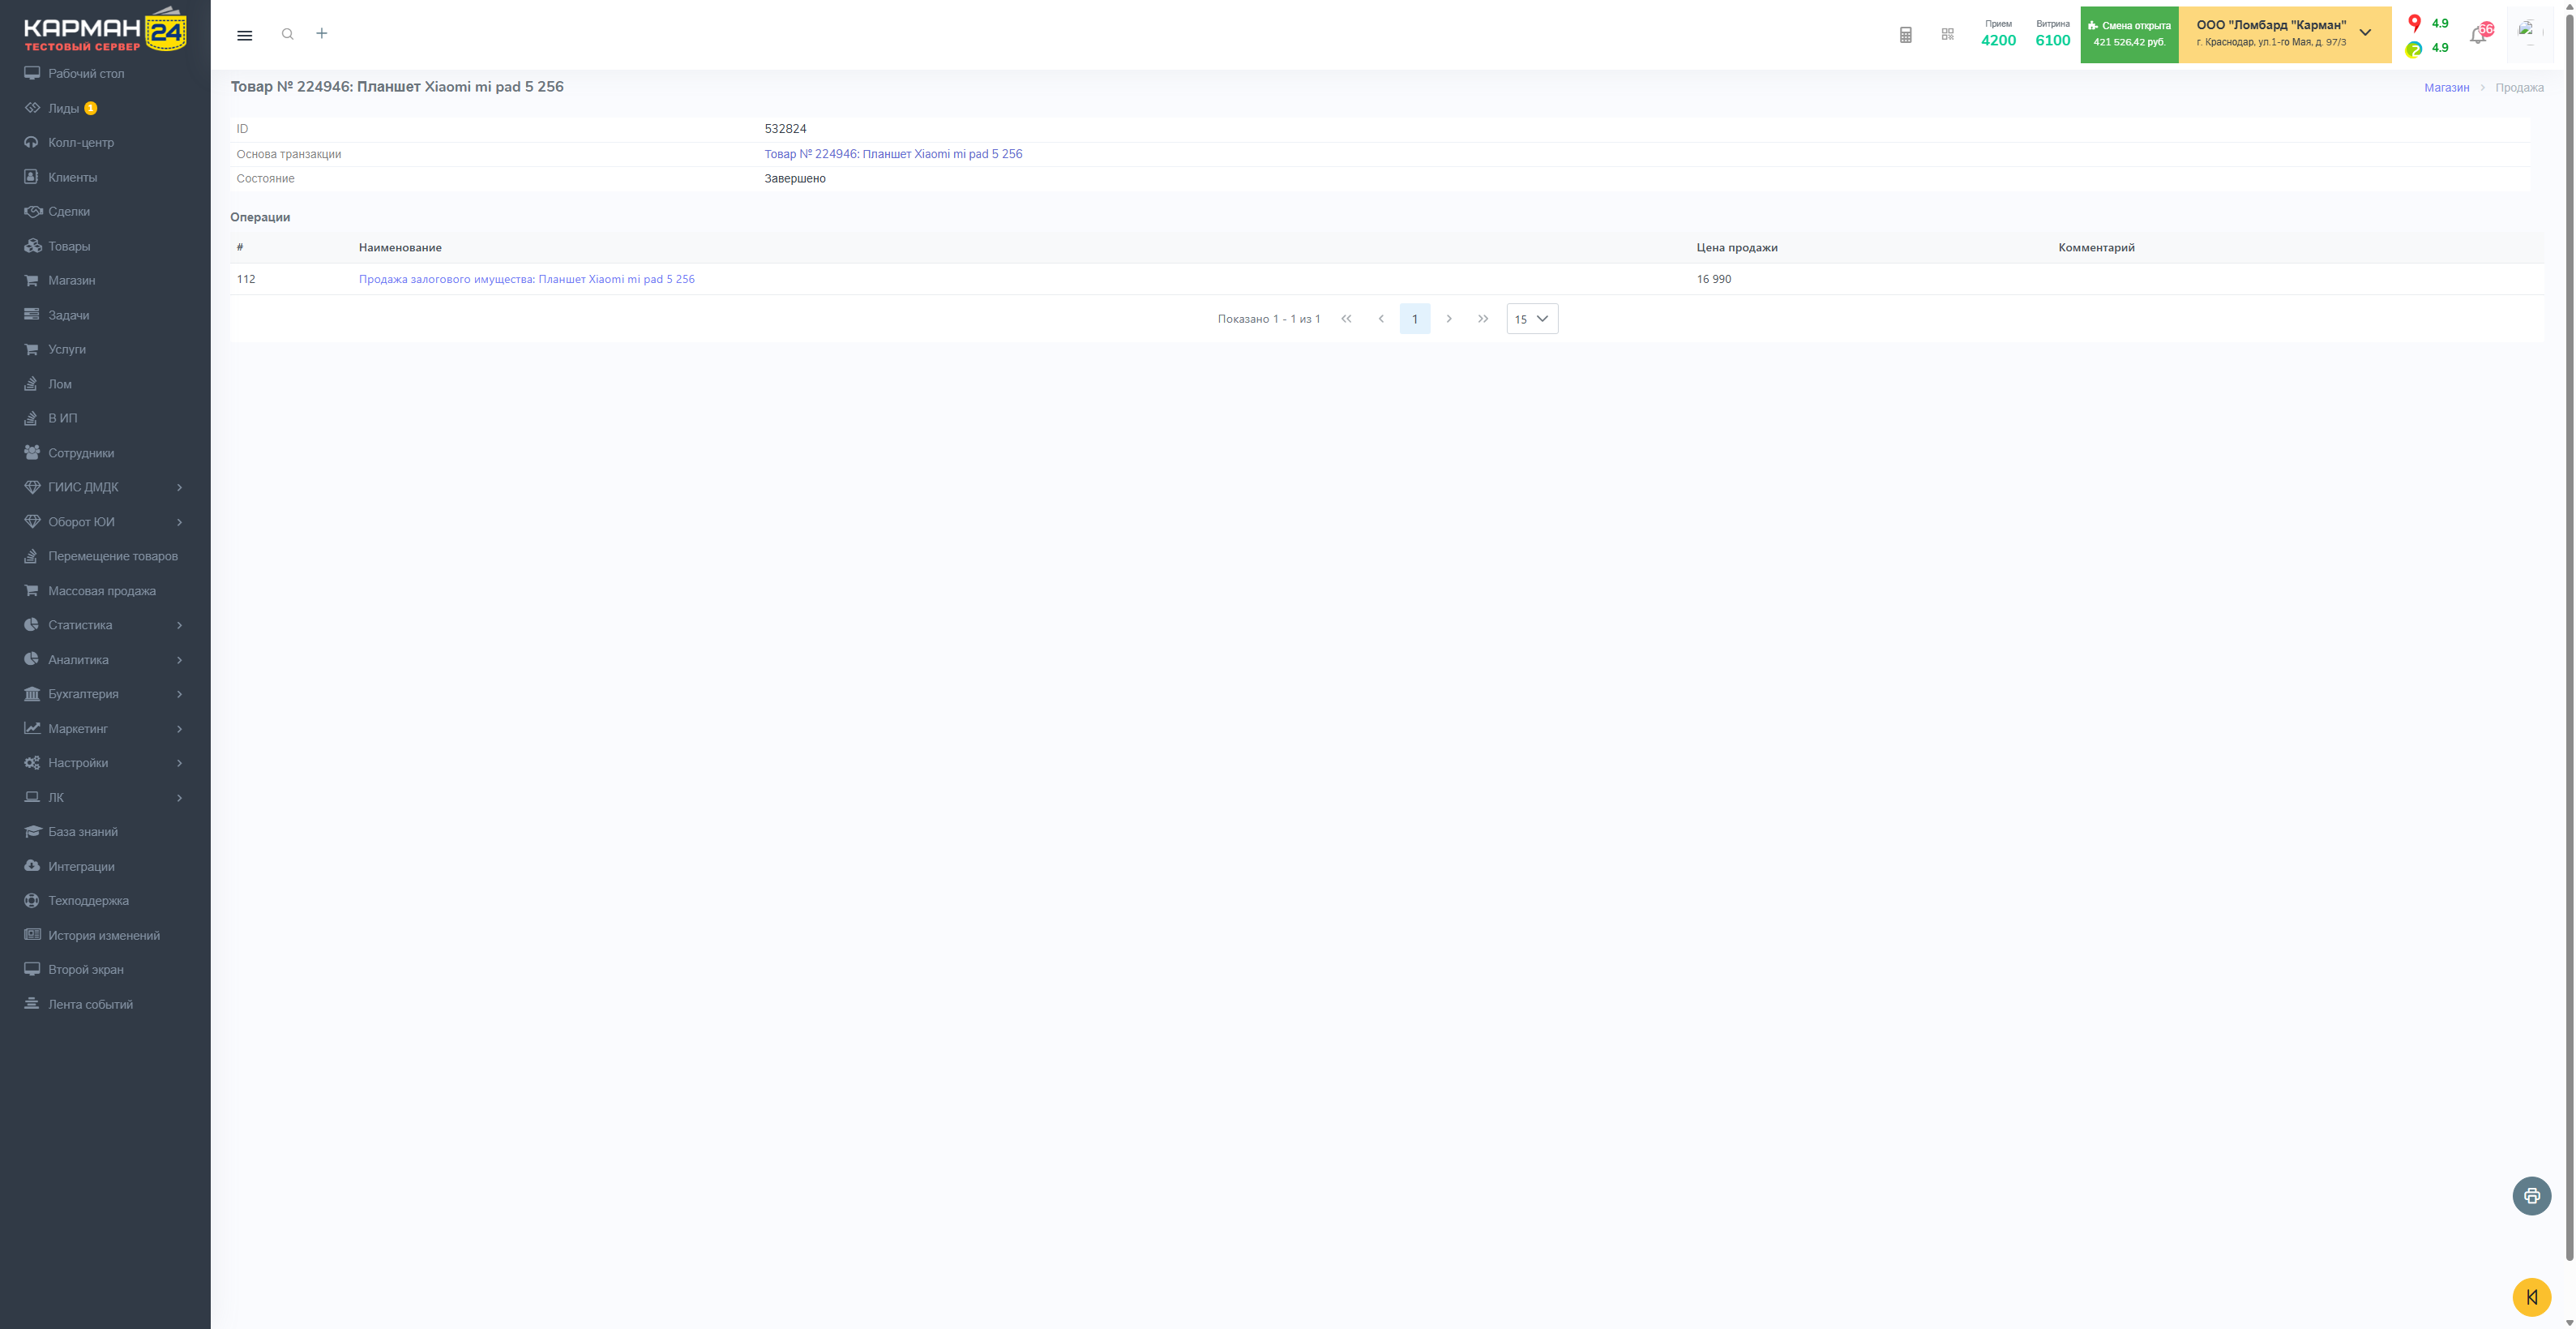 КАРМАН 24
ТЕСТОВЫЙ СЕРВЕР
Рабочий стол
Лиды 1
Колл-центр
Клиенты
Сделки
Товары
Магазин
Задачи
Услуги
Лом
В ИП
Сотрудники
ГИИС ДМДК
Оборот ЮИ
Перемещение товаров
Массовая продажа
Статистика
Аналитика
Бухгалтерия
Маркетинг
Настройки
ЛК
База знаний
Интеграции
Техподдержка
История изменений
Второй экран
Лента событий
Прием
4200
Витрина
6100
Смена открыта
421 526,42 руб.
ООО "Ломбард "Карман"
г. Краснодар, ул.1-го Мая, д. 97/3
4.9
4.9
Товар № 224946: Планшет Xiaomi mi pad 5 256
Магазин Продажа
ID 532824
Основа транзакции Товар № 224946: Планшет Xiaomi mi pad 5 256
Состояние Завершено
Операции
# Наименование Цена продажи Комментарий
112 Продажа залогового имущества: Планшет Xiaomi mi pad 5 256 16 990
Показано 1 - 1 из 1 1 15